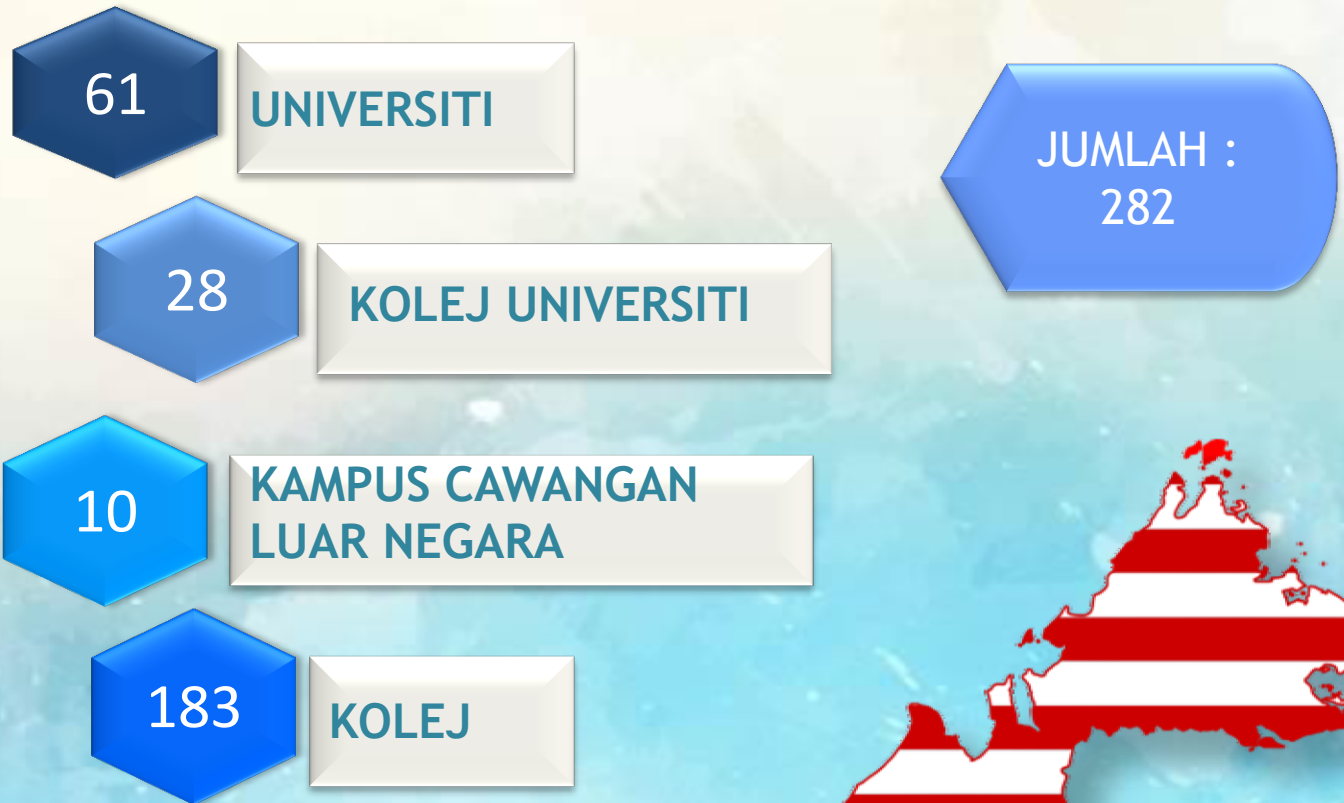 61
UNIVERSITI
JUMLAH :
282
28
KOLEJ UNIVERSITI
10
KAMPUS CAWANGAN
LUAR NEGARA
183
KOLEJ